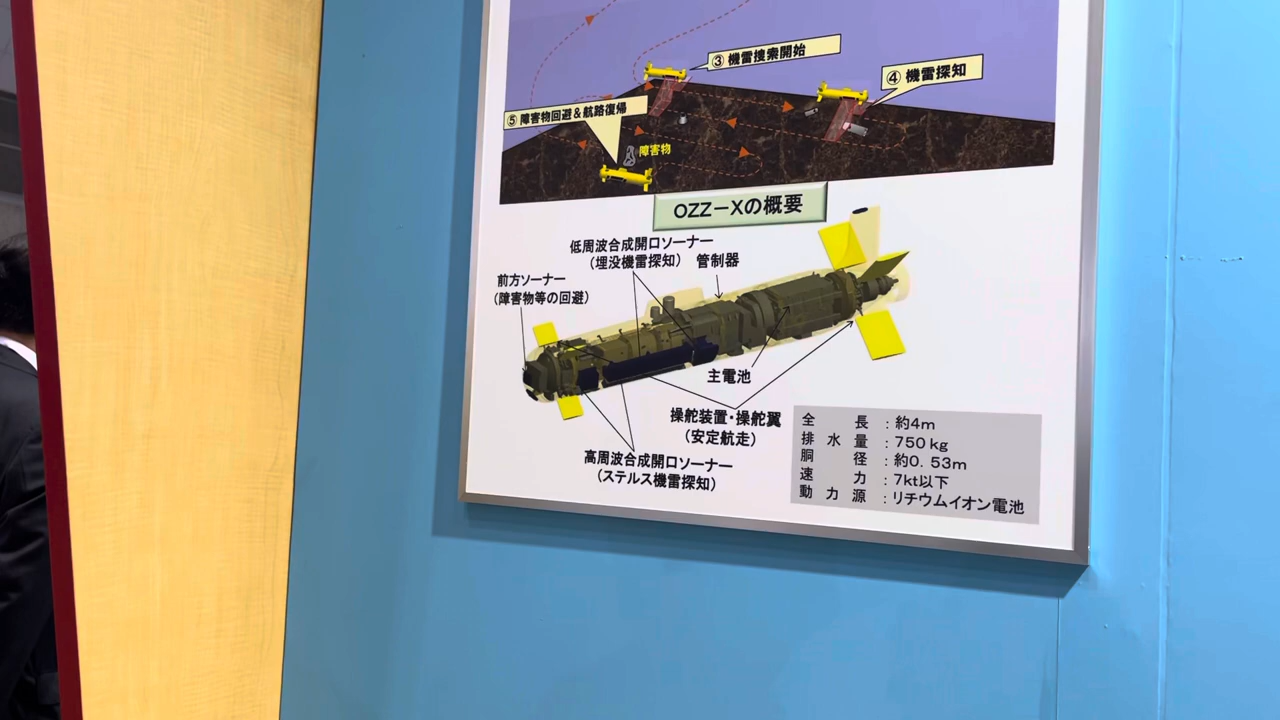 ③ 機雷捜索開始
④ 機雷探知
⑤ 障害物回避＆航路復帰
障害物
OZZ－Xの概要
低周波合成開口ソーナー
（埋没機雷探知）
管制器
前方ソーナー
（障害物等の回避）
主電池
操舵装置・操舵翼
（安定航走）
高周波合成開口ソーナー
（ステルス機雷探知）
全長：約4m
排水量：750kg
胴径：約0.53m
速力：7kt以下
動力源：リチウムイオン電池